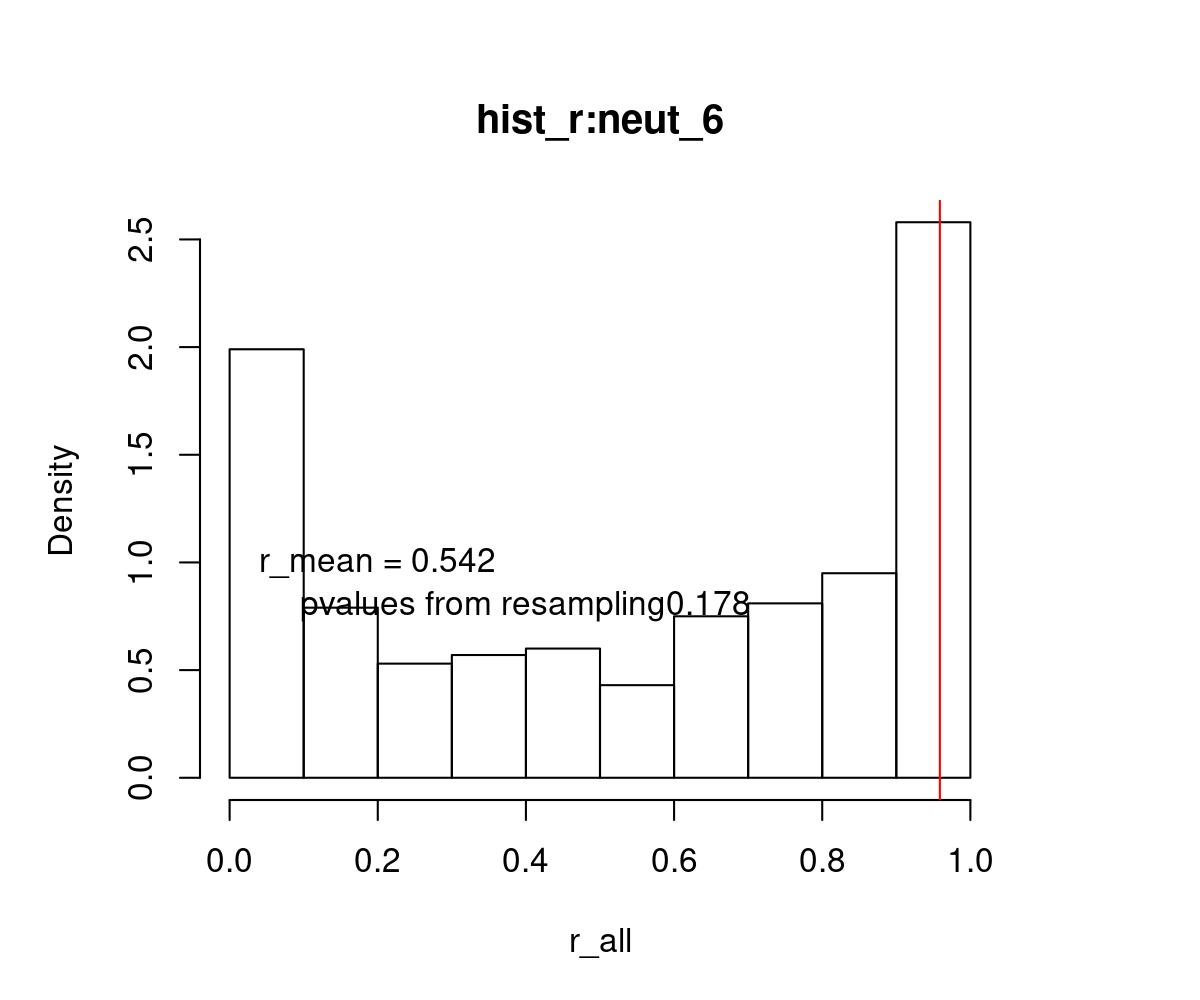 hist_r:neut_6
2.5
2.0
1.5
1.0
0.5
0.0
Density
r_mean = 0.542
pvalues from resampling0.178
0.0 0.2 0.4 0.6 0.8 1.0
r_all